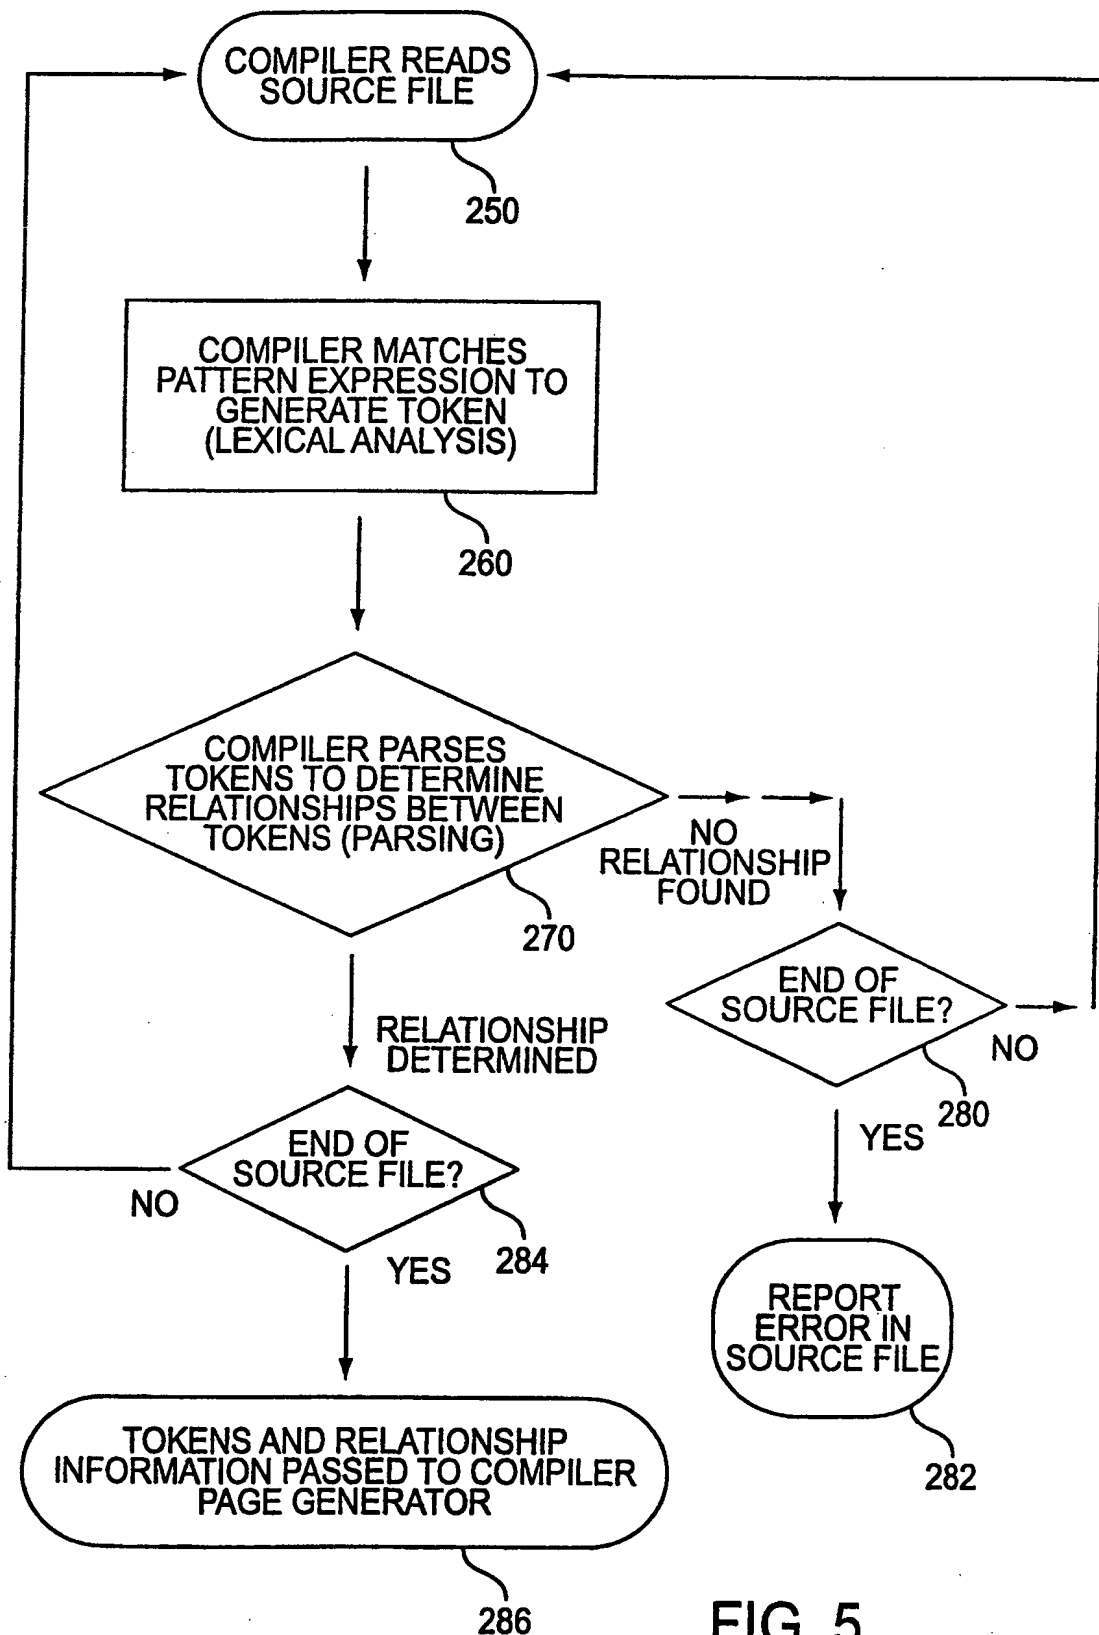 COMPILER READS
SOURCE FILE
250
COMPILER MATCHES
PATTERN EXPRESSION TO
GENERATE TOKEN
(LEXICAL ANALYSIS)
260
COMPILER PARSES
TOKENS TO DETERMINE
RELATIONSHIPS BETWEEN
TOKENS (PARSING)
270
NO
RELATIONSHIP
FOUND
END OF
SOURCE FILE?
NO
280
RELATIONSHIP
DETERMINED
YES
END OF
SOURCE FILE?
NO
284
YES
REPORT
ERROR IN
SOURCE FILE
282
TOKENS AND RELATIONSHIP
INFORMATION PASSED TO COMPILER
PAGE GENERATOR
286
FIG. 5